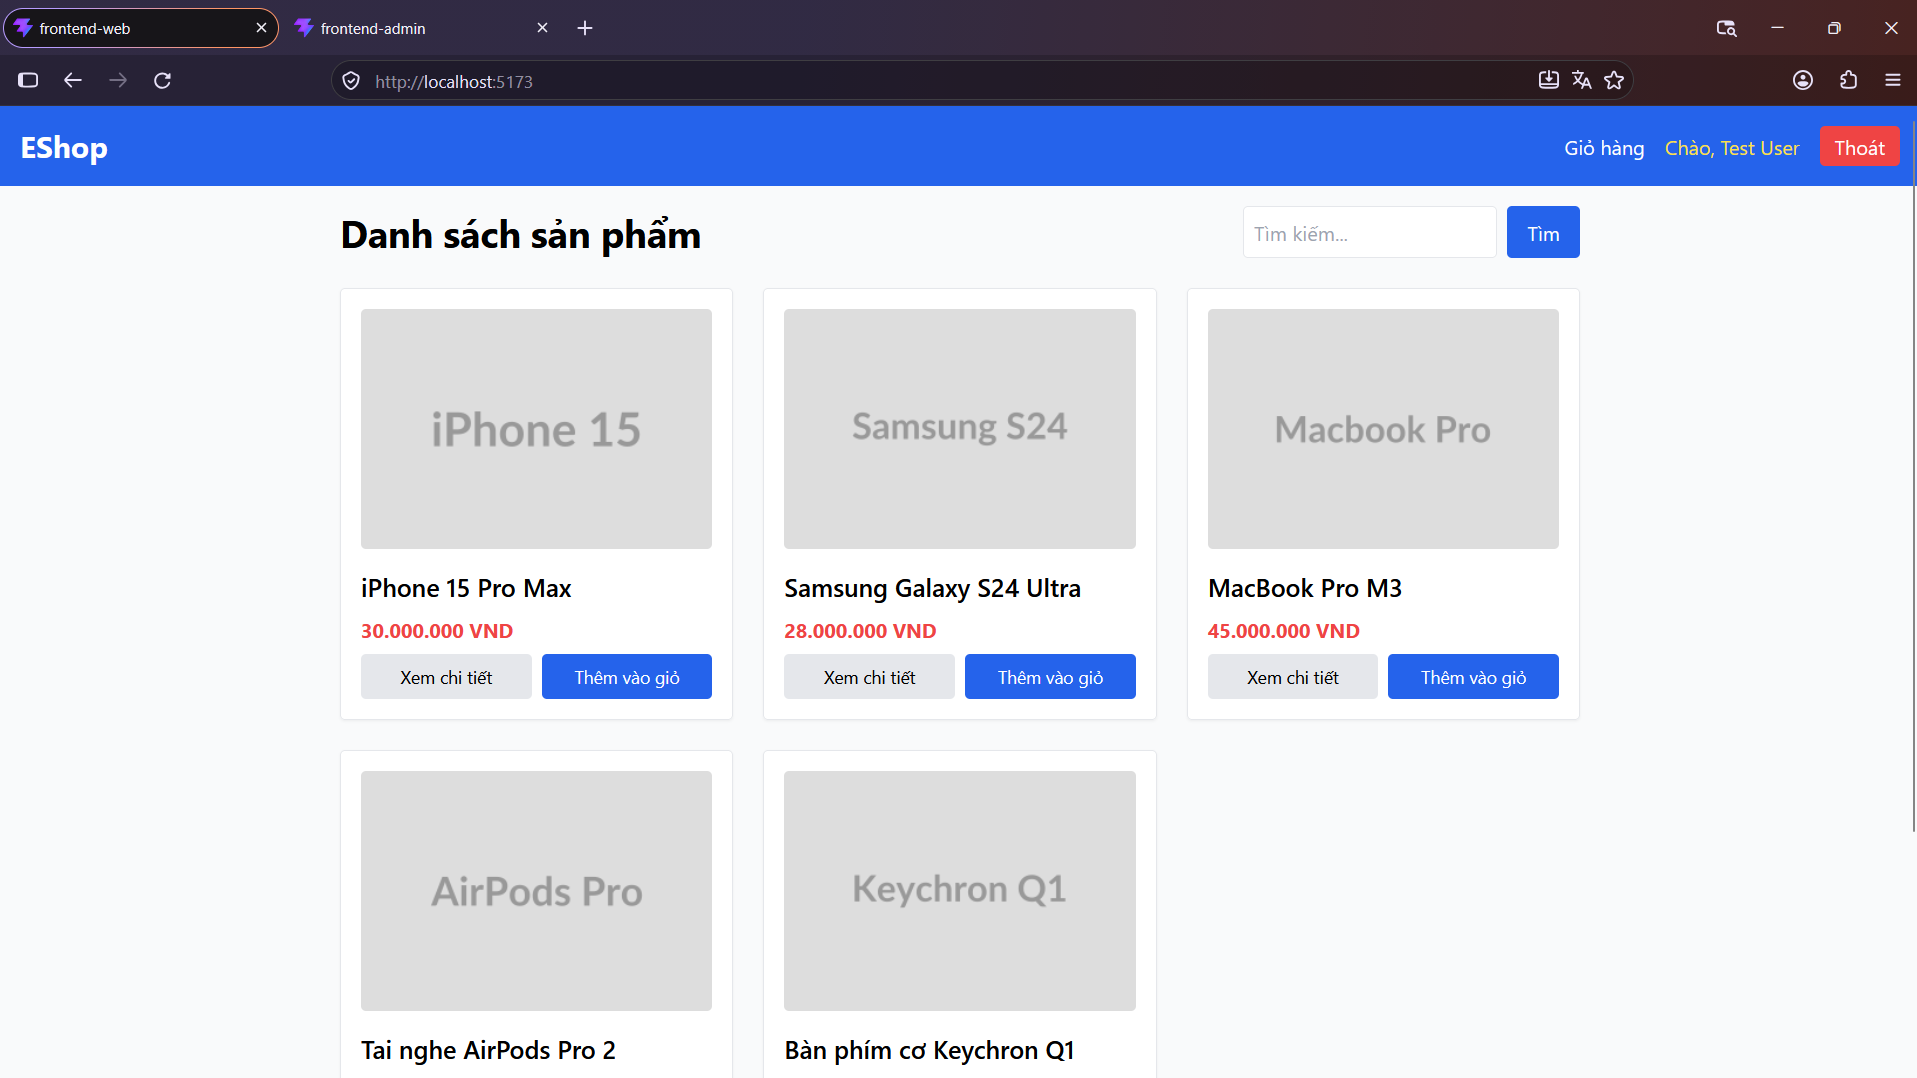 frontend-web
frontend-admin
http://localhost:5173
EShop
Giỏ hàng
Chào, Test User
Thoát
Danh sách sản phẩm
Tìm kiếm...
Tìm
iPhone 15
Samsung S24
Macbook Pro
iPhone 15 Pro Max
Samsung Galaxy S24 Ultra
MacBook Pro M3
30.000.000 VND
28.000.000 VND
45.000.000 VND
Xem chi tiết
Thêm vào giỏ
Xem chi tiết
Thêm vào giỏ
Xem chi tiết
Thêm vào giỏ
AirPods Pro
Keychron Q1
Tai nghe AirPods Pro 2
Bàn phím cơ Keychron Q1